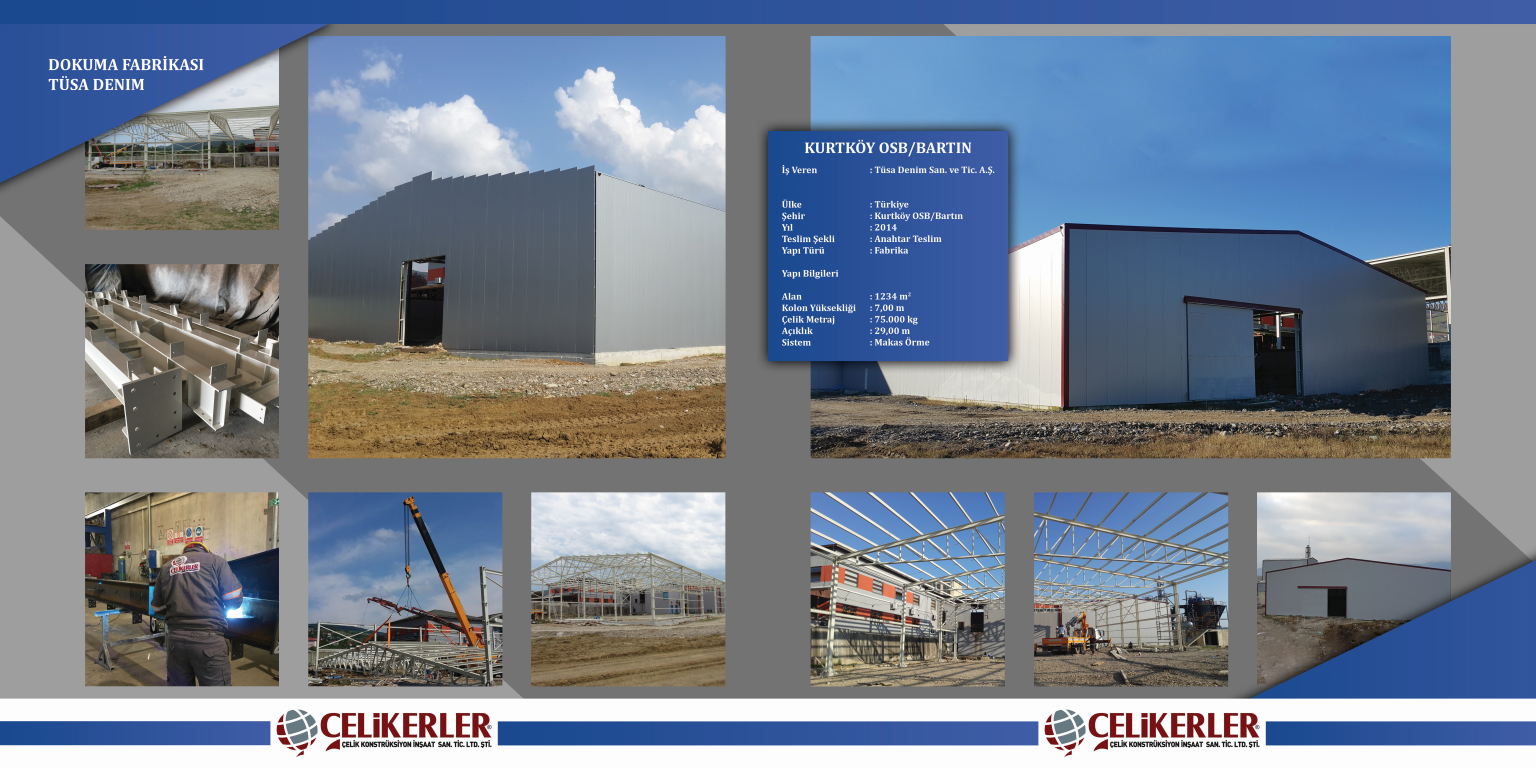 DOKUMA FABRİKASI
TÜSA DENIM
KURTKÖY OSB/BARTIN
İş Veren : Tüsa Denim San. ve Tic. A.Ş.
Ülke : Türkiye
Şehir : Kurtköy OSB/Bartın
Yıl : 2014
Teslim Şekli : Anahtar Teslim
Yapı Türü : Fabrika
Yapı Bilgileri
Alan : 1234 m²
Kolon Yüksekliği : 7,00 m
Çelik Metraj : 75.000 kg
Açıklık : 29,00 m
Sistem : Makas Örme
ÇELİKERLER
ÇELİKERLER®
ÇELİK KONSTRÜKSİYON İNŞAAT SAN. TİC. LTD. ŞTİ.
ÇELİKERLER®
ÇELİK KONSTRÜKSİYON İNŞAAT SAN. TİC. LTD. ŞTİ.